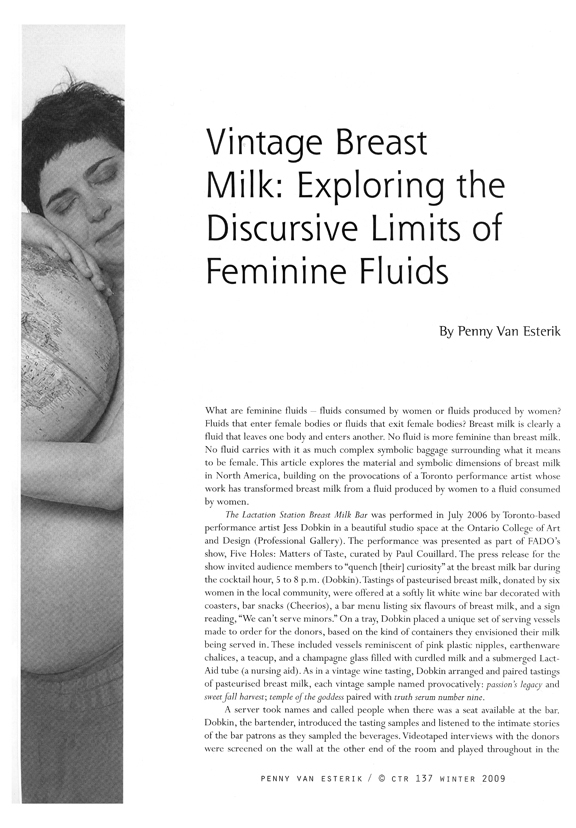 Vintage Breast
Milk: Exploring the
Discursive Limits of
Feminine Fluids
By Penny Van Esterik
What are feminine fluids – fluids consumed by women or fluids produced by women?
Fluids that enter female bodies or fluids that exit female bodies? Breast milk is clearly a
fluid that leaves one body and enters another. No fluid is more feminine than breast milk.
No fluid carries with it as much complex symbolic baggage surrounding what it means
to be female. This article explores the material and symbolic dimensions of breast milk
in North America, building on the provocations of a Toronto performance artist whose
work has transformed breast milk from a fluid produced by women to a fluid consumed
by women.
The Lactation Station Breast Milk Bar was performed in July 2006 by Toronto-based
performance artist Jess Dobkin in a beautiful studio space at the Ontario College of Art
and Design (Professional Gallery). The performance was presented as part of FADO's
show, Five Holes: Matters of Taste, curated by Paul Couillard. The press release for the
show invited audience members to "quench [their] curiosity" at the breast milk bar during
the cocktail hour, 5 to 8 p.m. (Dobkin). Tastings of pasteurised breast milk, donated by six
women in the local community, were offered at a softly lit white wine bar decorated with
coasters, bar snacks (Cheerios), a bar menu listing six flavours of breast milk, and a sign
reading, "We can't serve minors." On a tray, Dobkin placed a unique set of serving vessels
made to order for the donors, based on the kind of containers they envisioned their milk
being served in. These included vessels reminiscent of pink plastic nipples, earthenware
chalices, a teacup, and a champagne glass filled with curdled milk and a submerged Lact-
Aid tube (a nursing aid). As in a vintage wine tasting, Dobkin arranged and paired tastings
of pasteurised breast milk, each vintage sample named provocatively: passion's legacy and
sweet fall harvest; temple of the goddess paired with truth serum number nine.
A server took names and called people when there was a seat available at the bar.
Dobkin, the bartender, introduced the tasting samples and listened to the intimate stories
of the bar patrons as they sampled the beverages. Videotaped interviews with the donors
were screened on the wall at the other end of the room and played throughout in the
PENNY VAN ESTERIK / © CTR 137 WINTER 2009